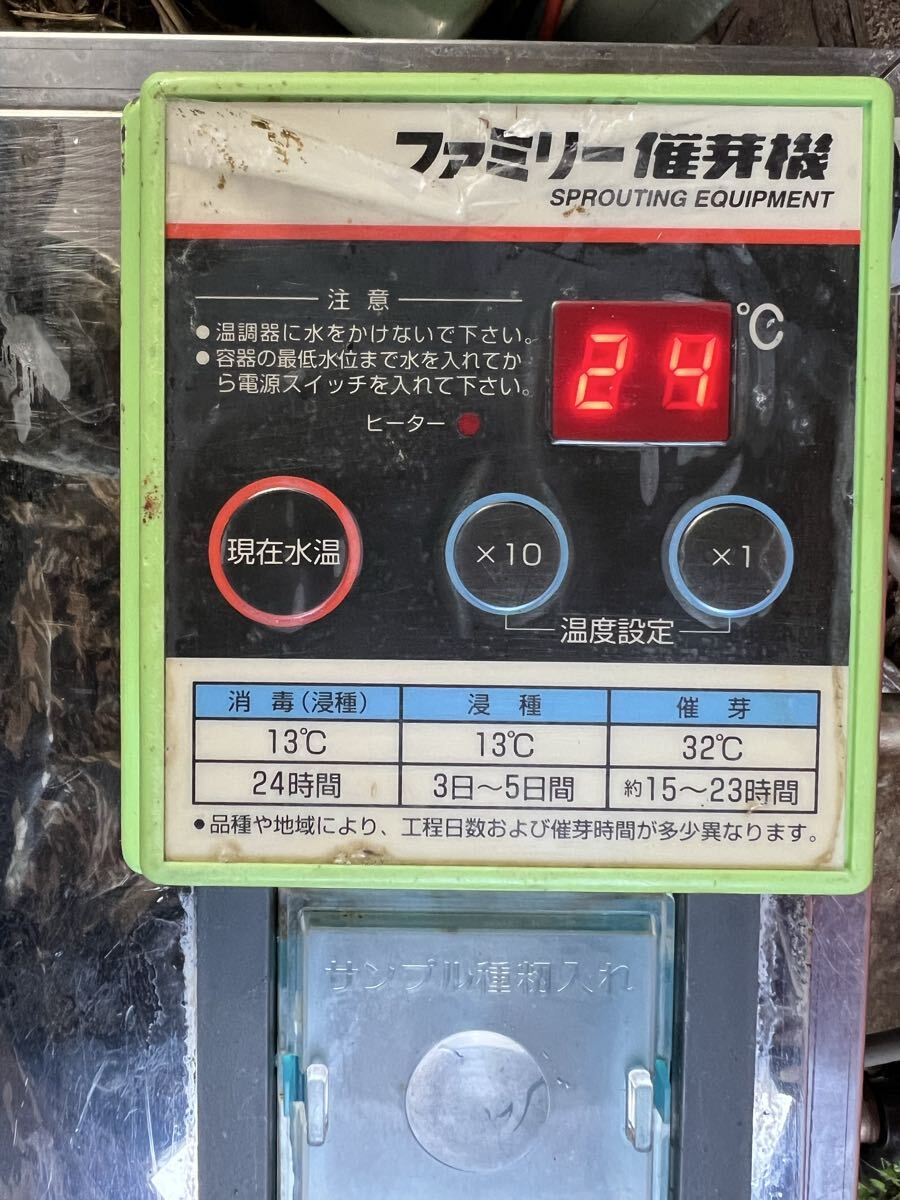 ファミリー催芽機
SPROUTING EQUIPMENT
注意
●温調器に水をかけないで下さい。
●容器の最低水位まで水を入れてか
ら電源スイッチを入れて下さい。
24
℃
ヒーター
現在水温
×10
×1
温度設定
消毒(浸種) 浸種 催芽
13℃ 13℃ 32℃
24時間 3日〜5日間 約15〜23時間
●品種や地域により、工程日数および催芽時間が多少異なります。
サンプル種籾入れ